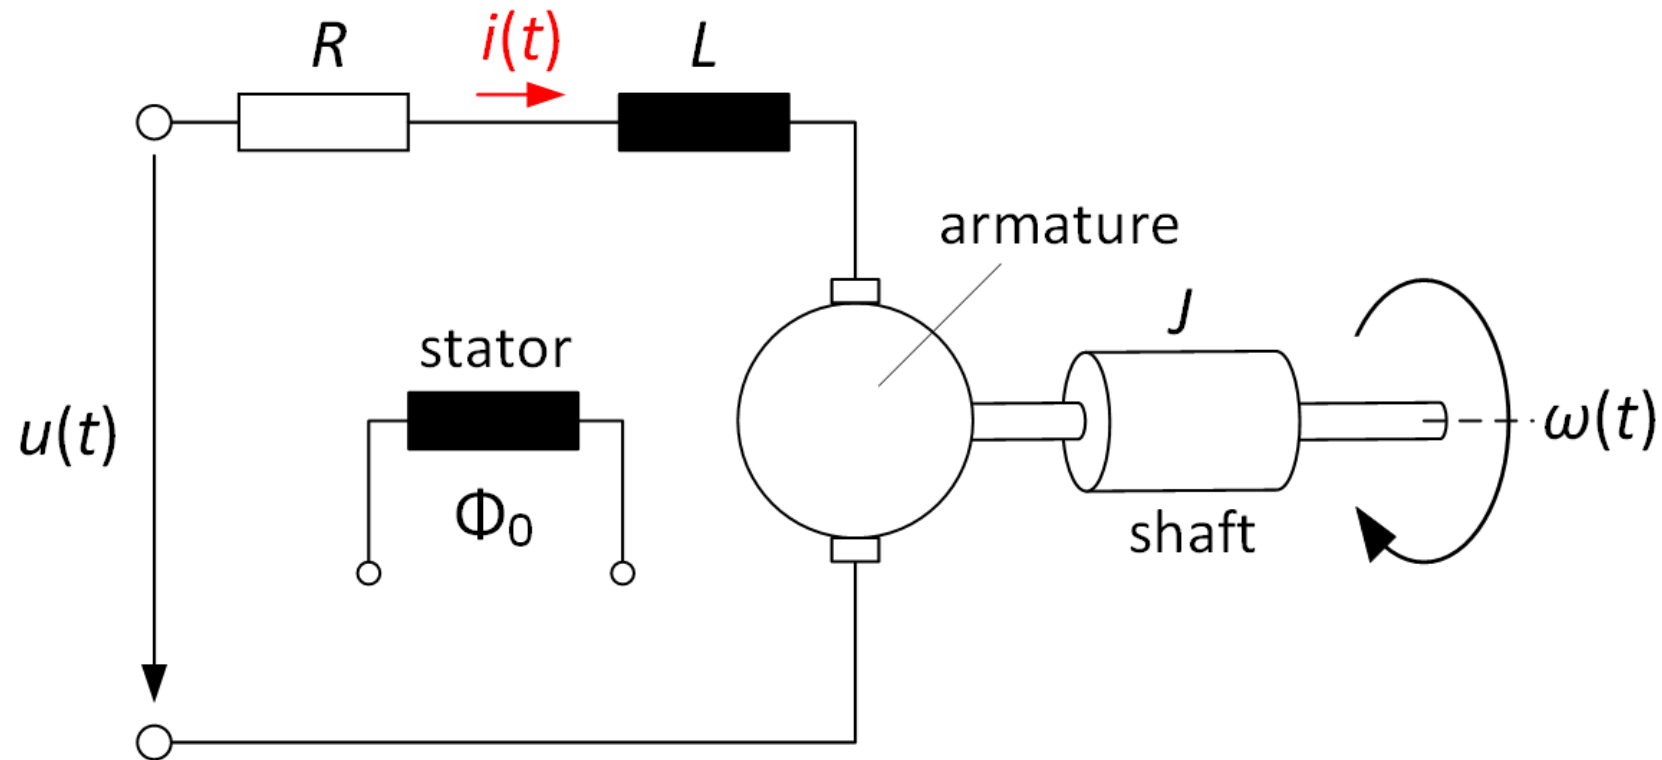 R
i(t)
L
armature
J
stator
u(t)
Φ₀
ω(t)
shaft